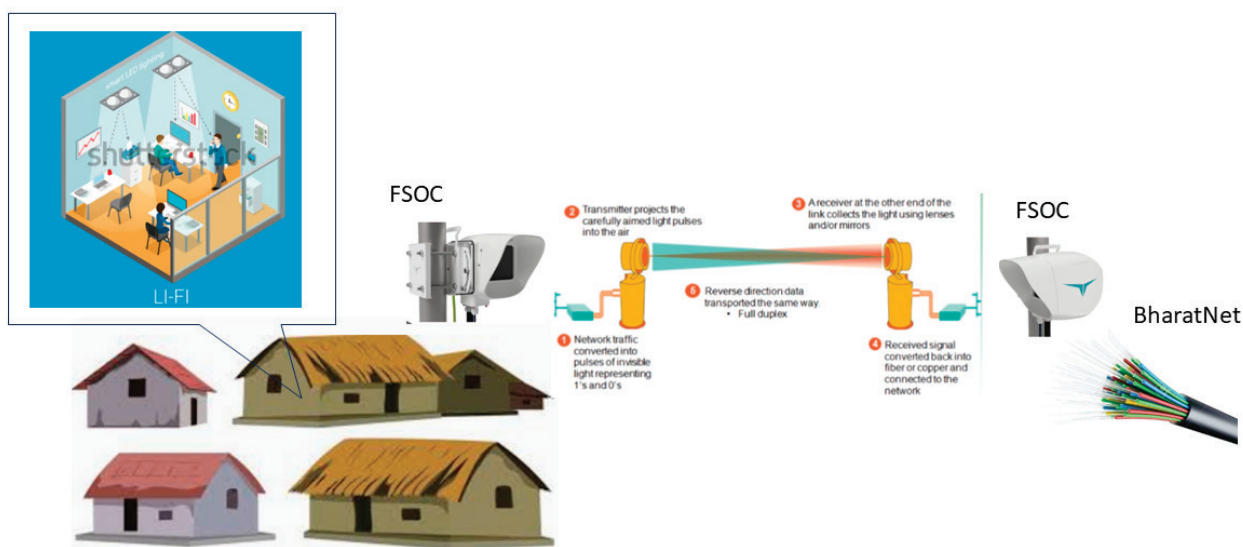 smart LED lighting
shutterstock
LI-FI
FSOC
2 Transmitter projects the
carefully aimed light pulses
into the air
3 A receiver at the other end of the
link collects the light using lenses
and/or mirrors
FSOC
5 Reverse direction data
transported the same way.
• Full duplex
BharatNet
1 Network traffic
converted into
pulses of invisible
light representing
1's and 0's
4 Received signal
converted back into
fiber or copper and
connected to the
network